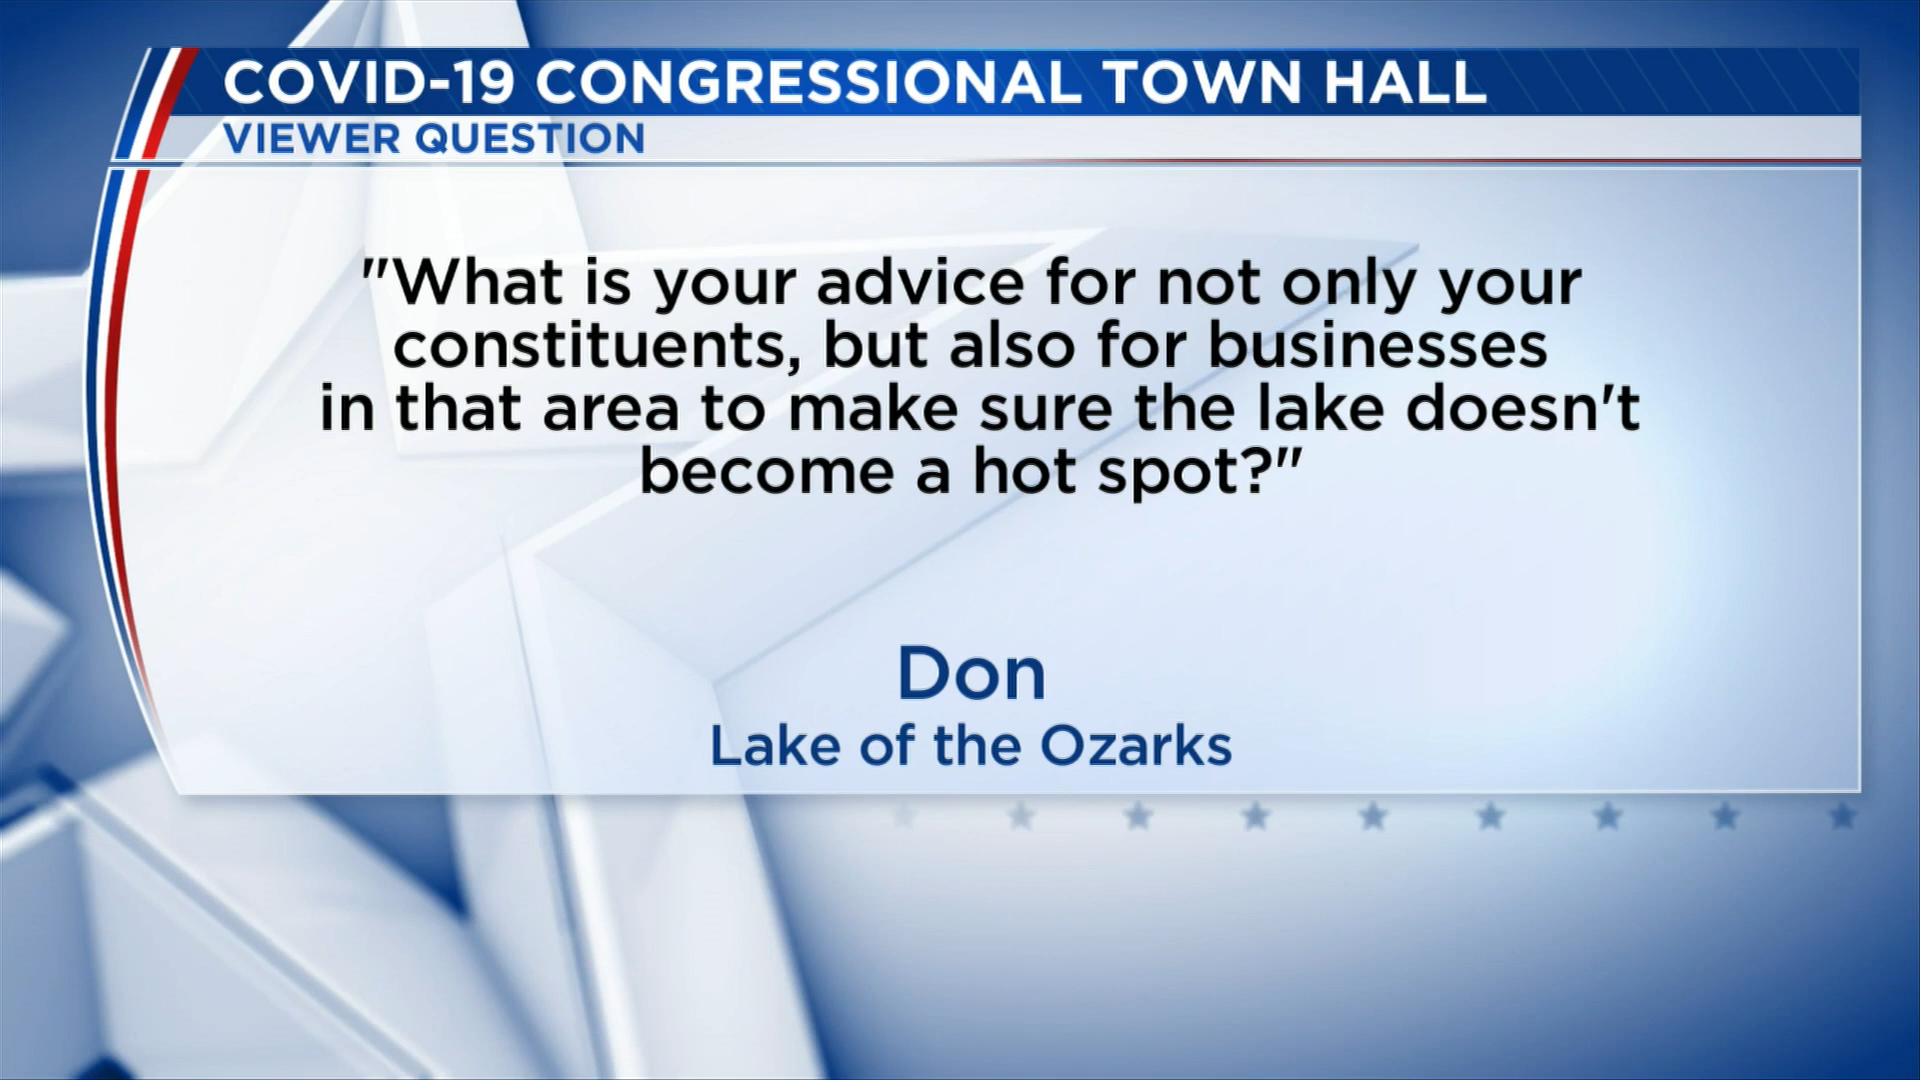 COVID-19 CONGRESSIONAL TOWN HALL
VIEWER QUESTION
"What is your advice for not only your
constituents, but also for businesses
in that area to make sure the lake doesn't
become a hot spot?"
Don
Lake of the Ozarks